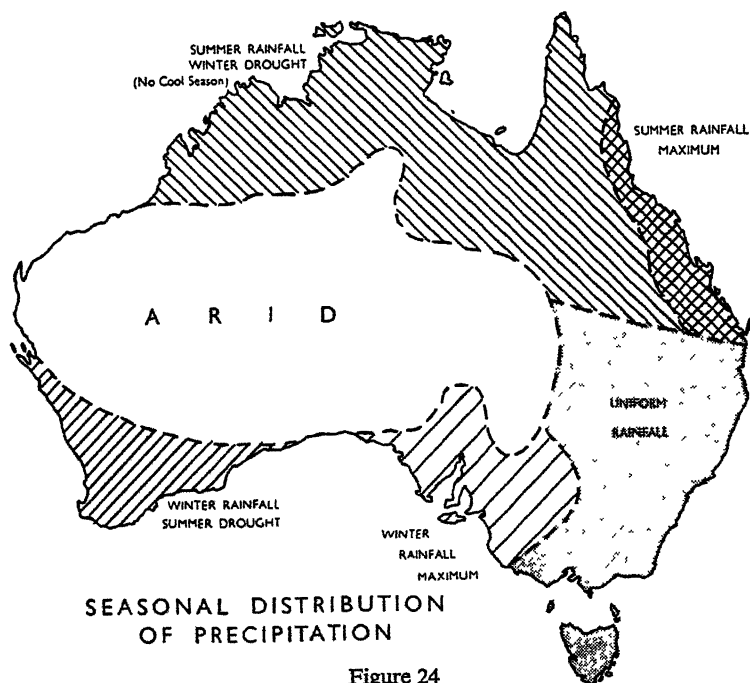 SUMMER RAINFALL
WINTER DROUGHT
(No Cool Season)
SUMMER RAINFALL
MAXIMUM
A R I D
UNIFORM
RAINFALL
WINTER RAINFALL
SUMMER DROUGHT
WINTER
RAINFALL
MAXIMUM
SEASONAL DISTRIBUTION
OF PRECIPITATION
Figure 24